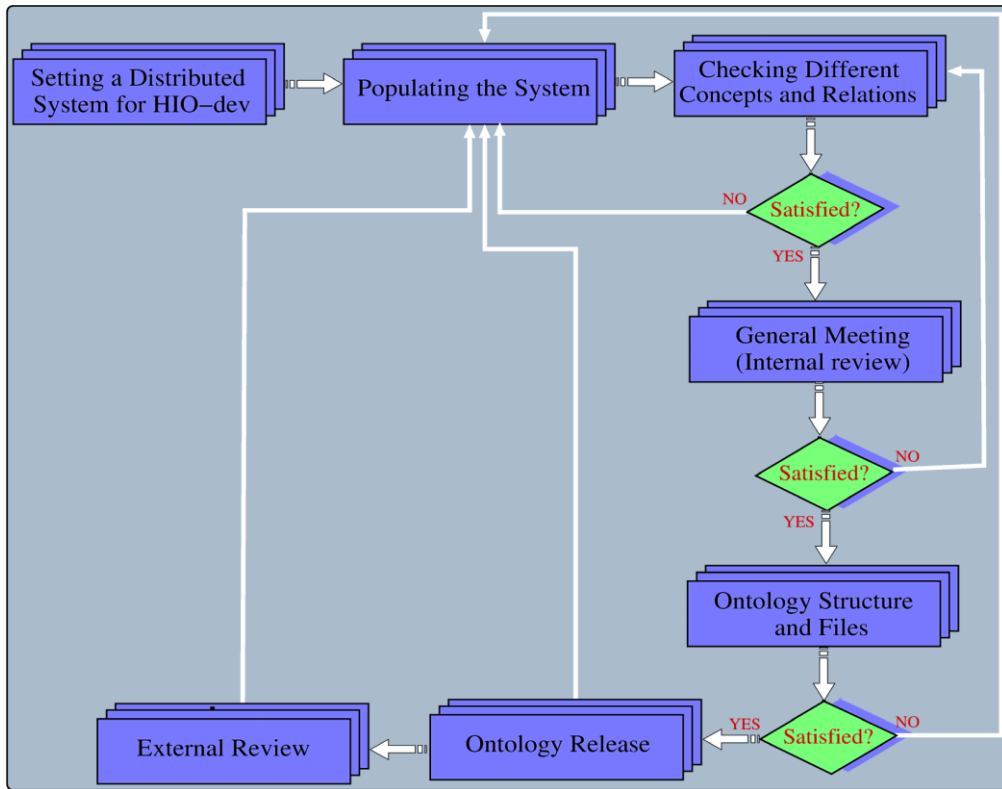 Setting a Distributed
System for HIO-dev
Populating the System
Checking Different
Concepts and Relations
NO
Satisfied?
YES
General Meeting
(Internal review)
Satisfied?
NO
YES
Ontology Structure
and Files
External Review
Ontology Release
YES
Satisfied?
NO